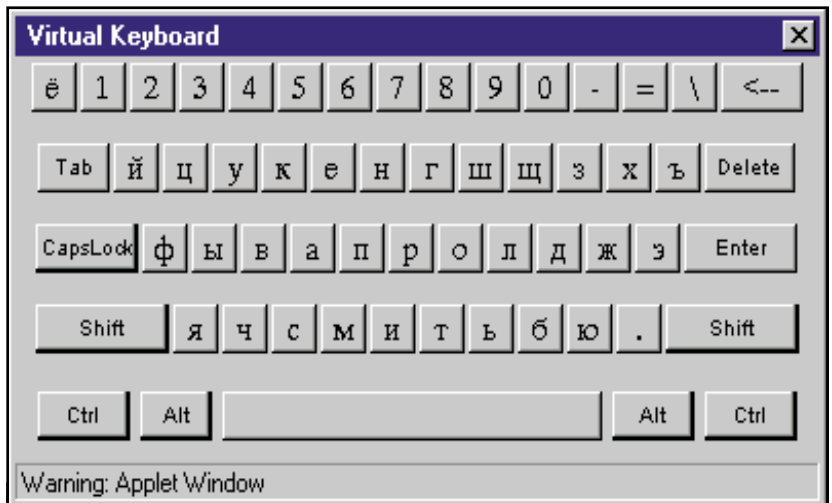 Virtual Keyboard
ё 1 2 3 4 5 6 7 8 9 0 - = \ <--
Tab й ц у к е н г ш щ з х ъ Delete
CapsLock ф ы в а п р о л д ж э Enter
Shift я ч с м и т ь б ю . Shift
Ctrl Alt Alt Ctrl
Warning: Applet Window